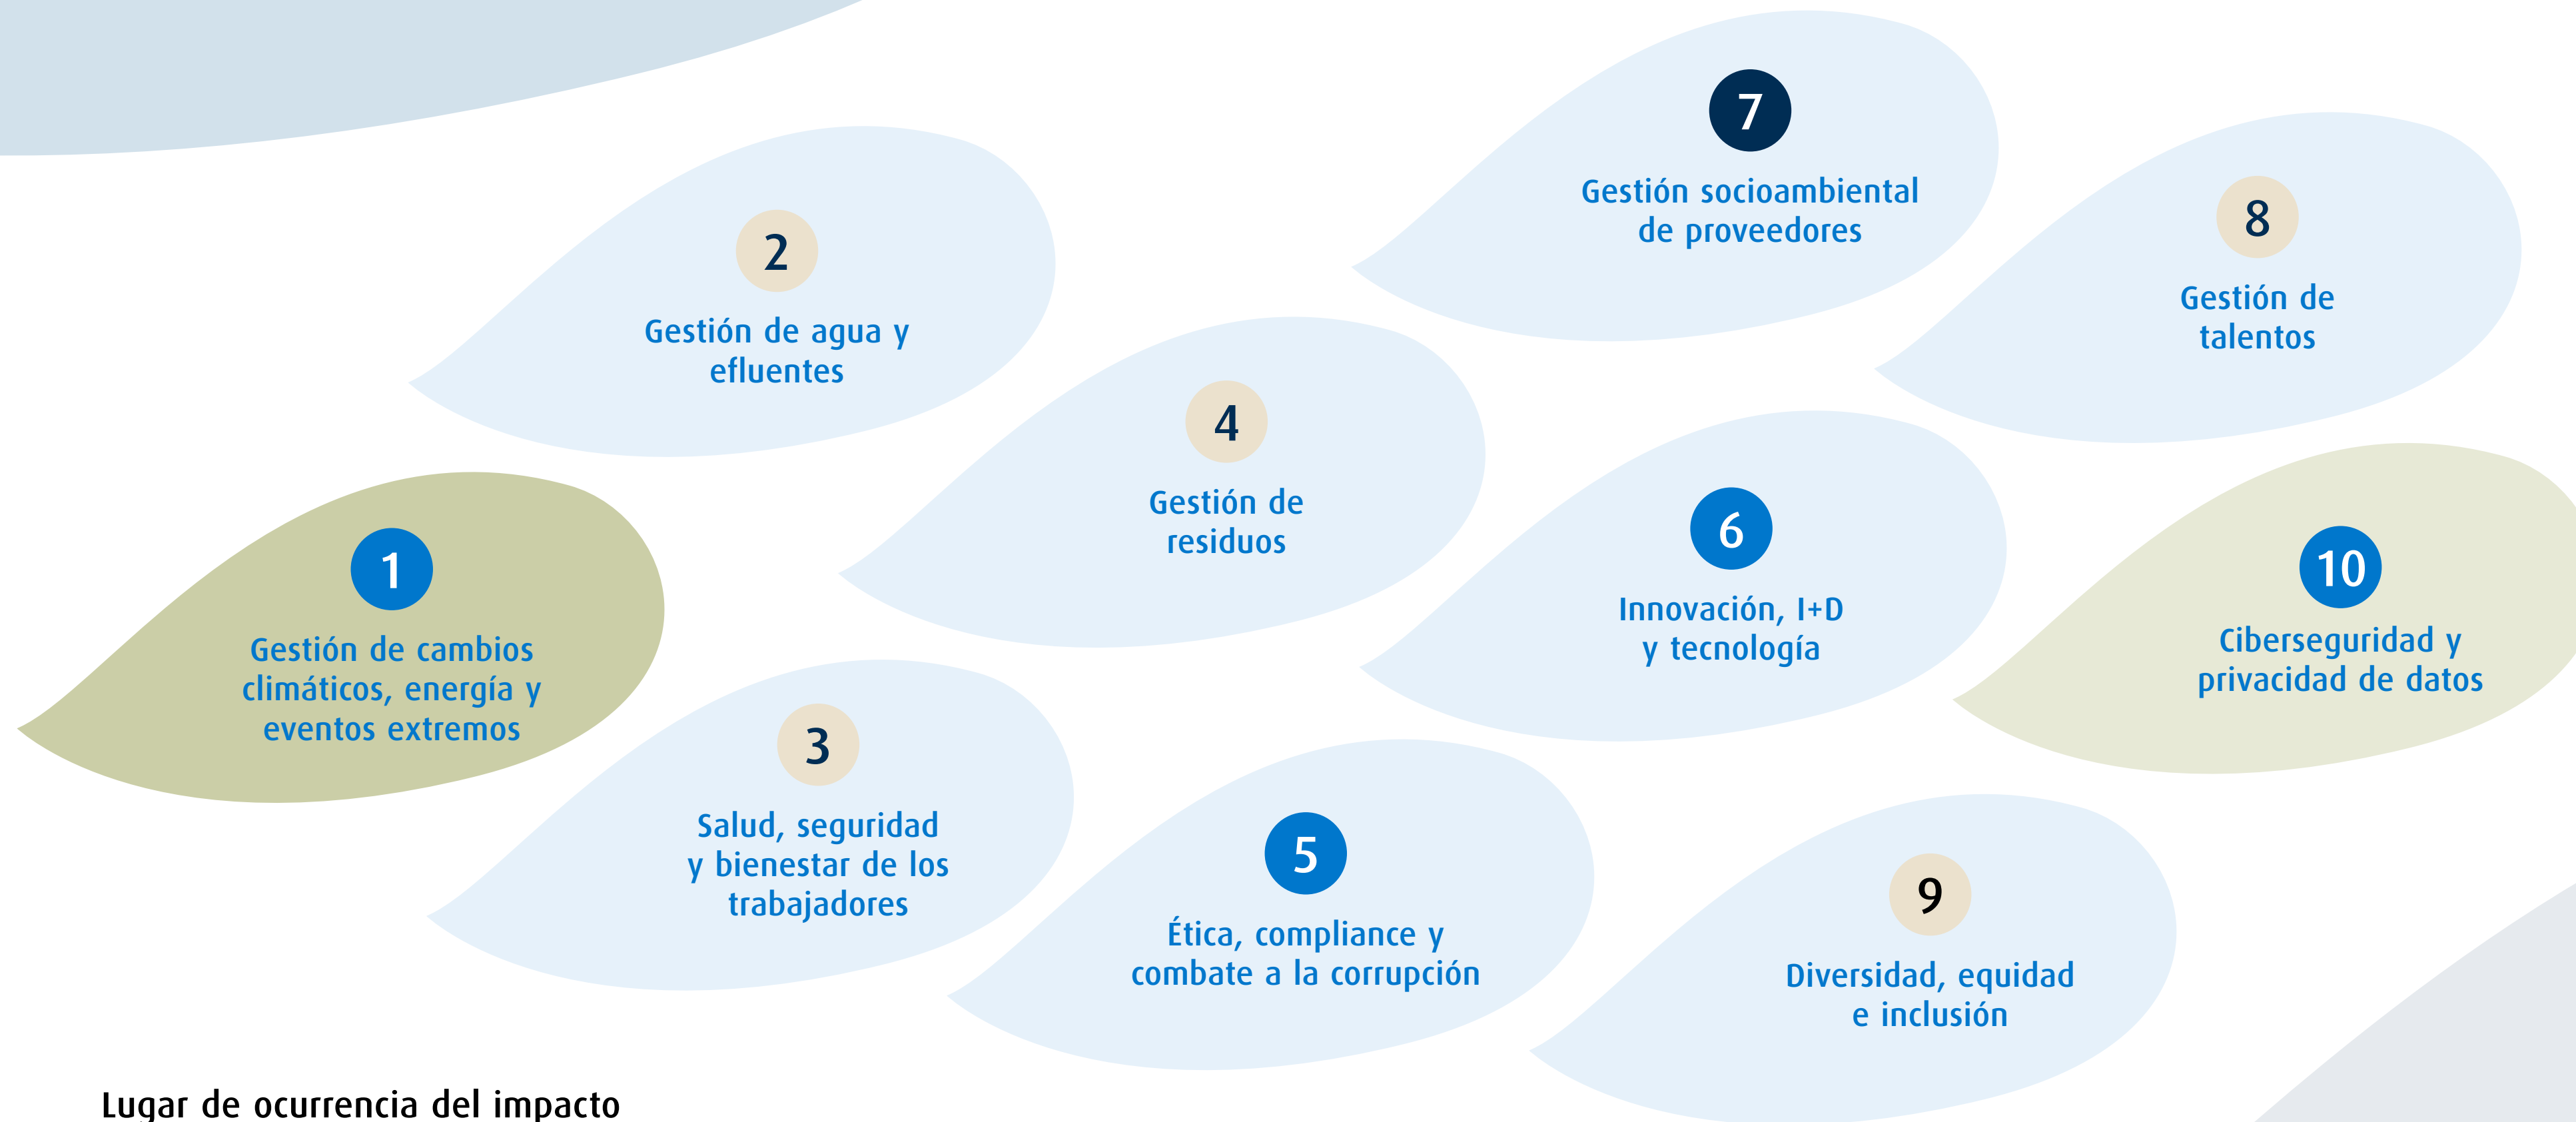 1
Gestión de cambios
climáticos, energía y
eventos extremos
2
Gestión de agua y
efluentes
3
Salud, seguridad
y bienestar de los
trabajadores
4
Gestión de
residuos
5
Ética, compliance y
combate a la corrupción
6
Innovación, I+D
y tecnología
7
Gestión socioambiental
de proveedores
8
Gestión de
talentos
9
Diversidad, equidad
e inclusión
10
Ciberseguridad y
privacidad de datos
Lugar de ocurrencia del impacto